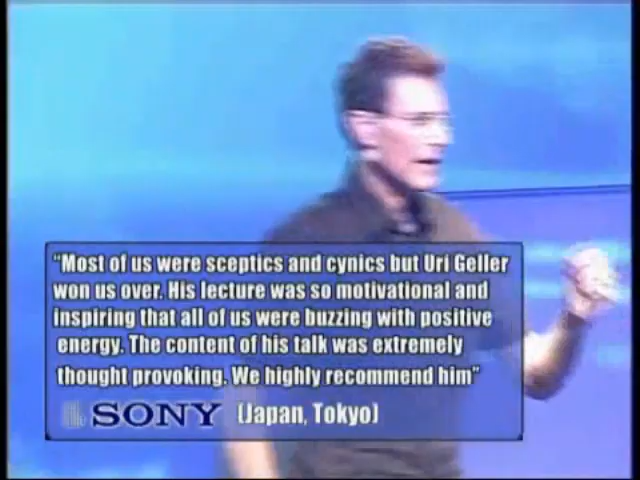 "Most of us were sceptics and cynics but Uri Geller
won us over. His lecture was so motivational and
inspiring that all of us were buzzing with positive
energy. The content of his talk was extremely
thought provoking. We highly recommend him"
SONY (Japan, Tokyo)